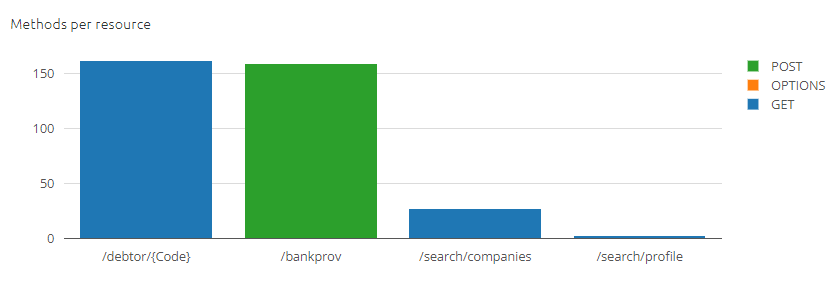 Methods per resource
150
100
50
0
/debtor/{Code}
/bankprov
/search/companies
/search/profile
POST
OPTIONS
GET